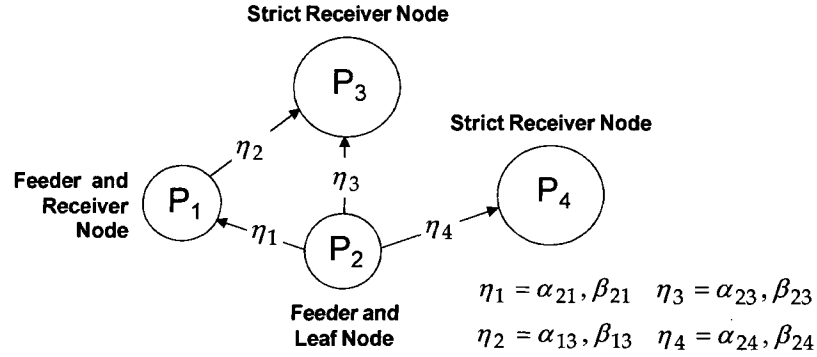 Strict Receiver Node
P3
Strict Receiver Node
η2
Feeder and
Receiver
Node
P1
η3
P4
η1
P2
η4
Feeder and
Leaf Node
η1 = α21, β21 η3 = α23, β23
η2 = α13, β13 η4 = α24, β24